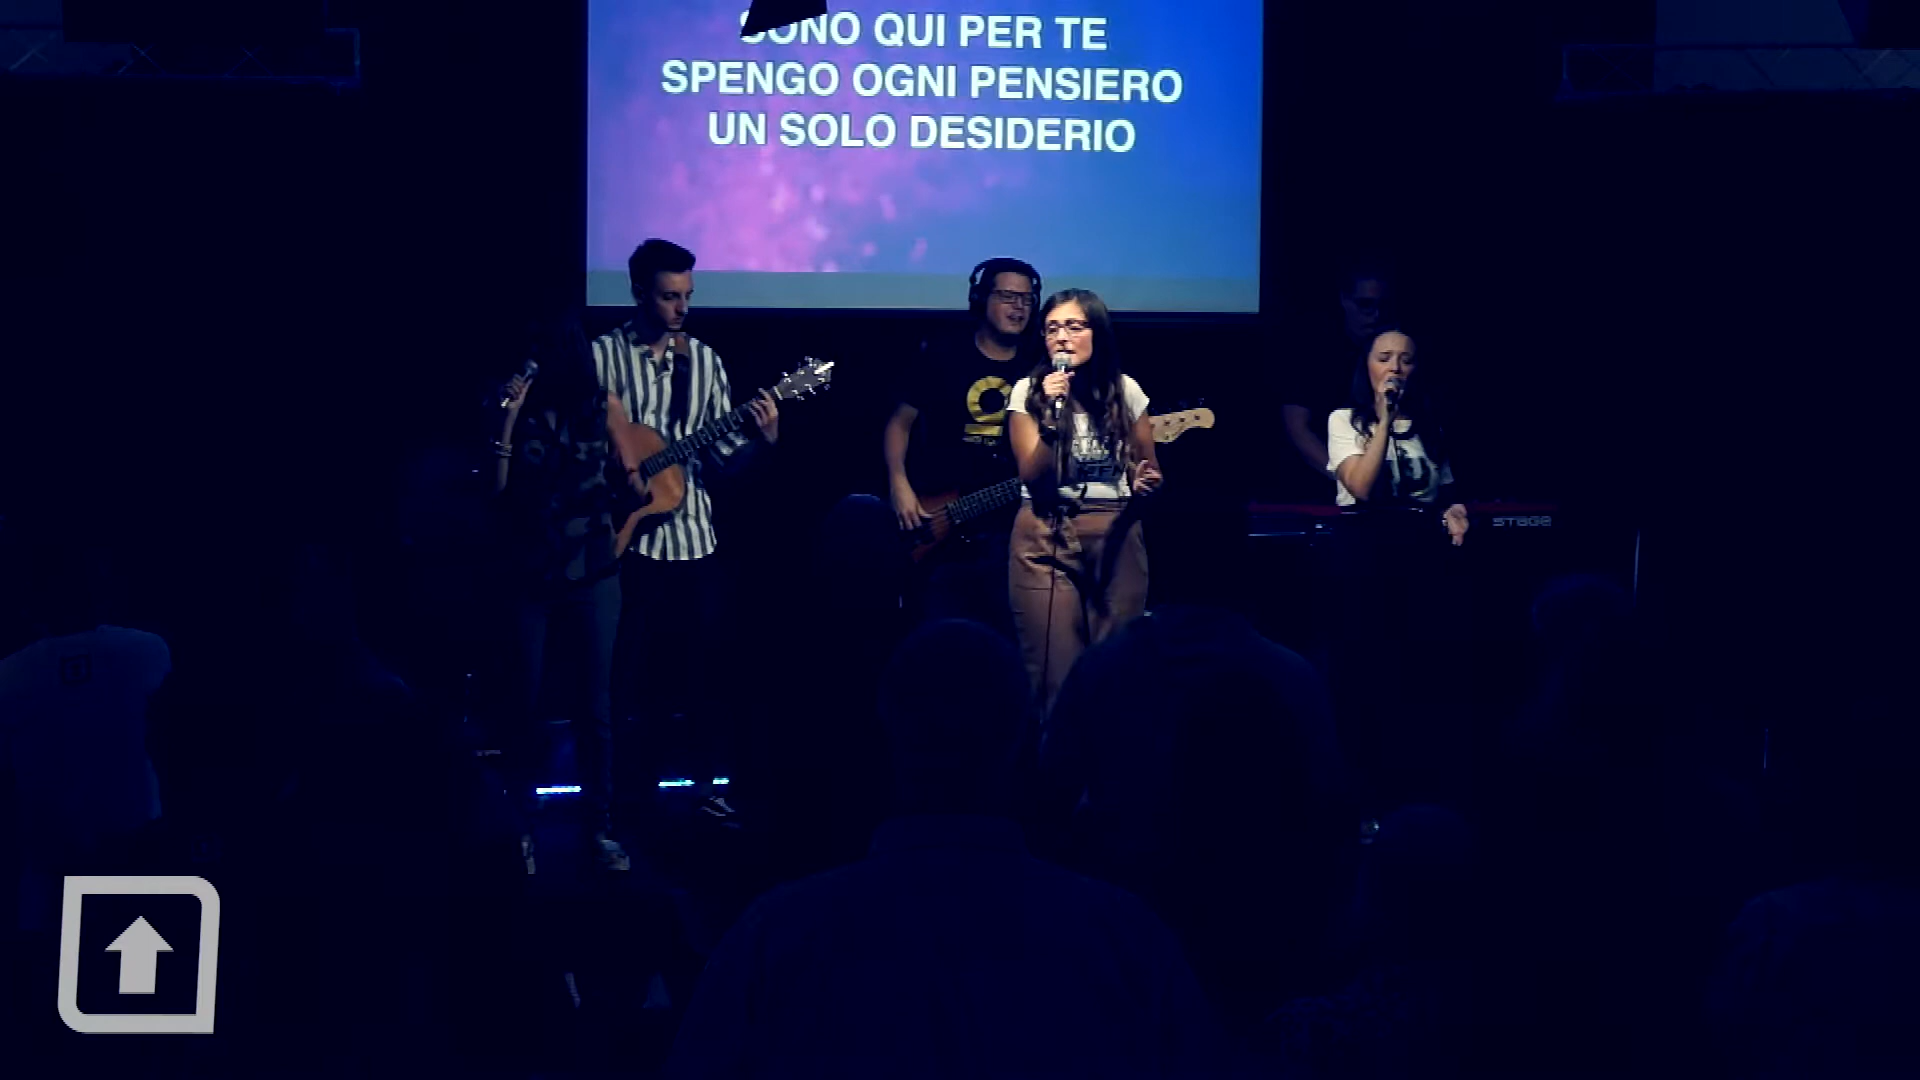 SONO QUI PER TE
SPENGO OGNI PENSIERO
UN SOLO DESIDERIO
STAGE